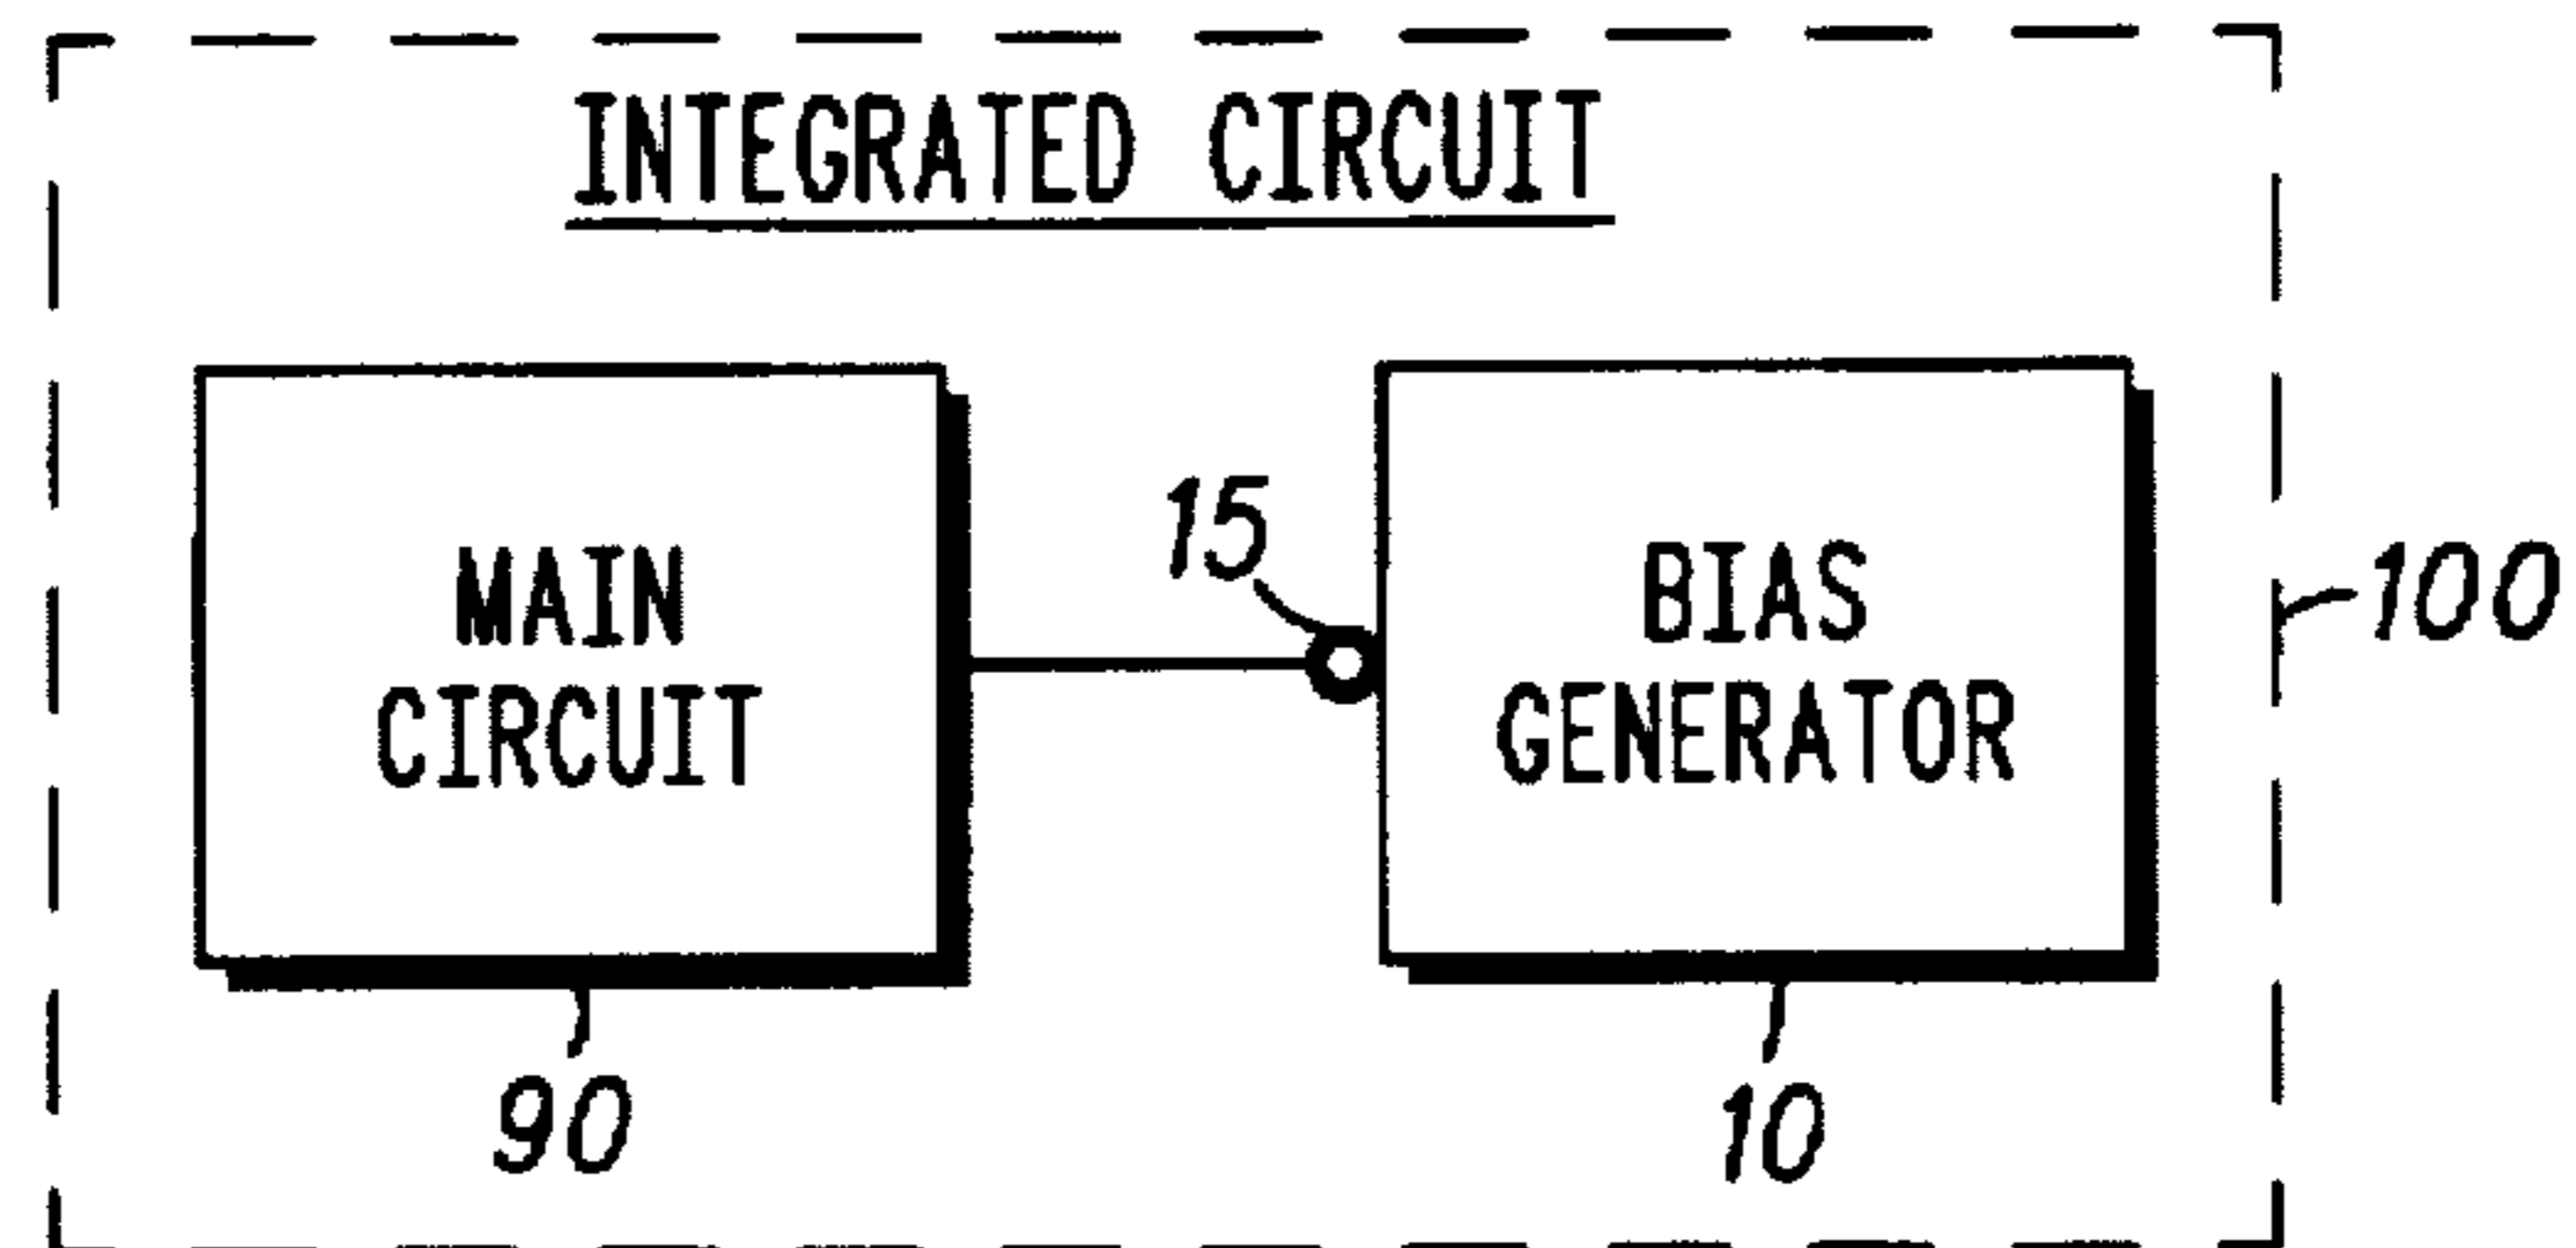 INTEGRATED CIRCUIT
MAIN
CIRCUIT
15
BIAS
GENERATOR
100
90
10